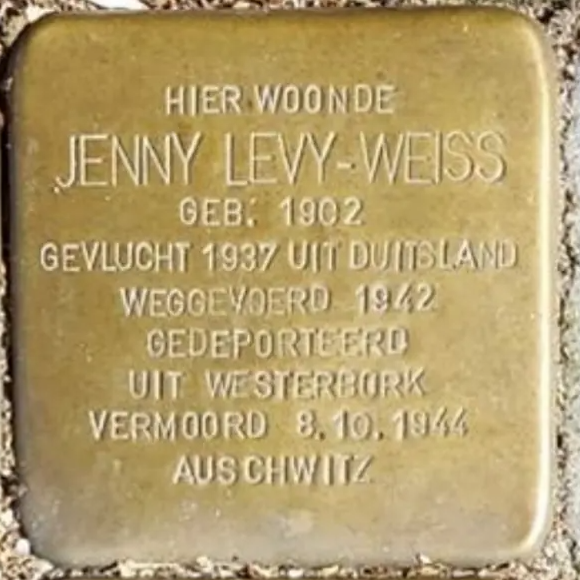 HIER WOONDE
JENNY LEVY-WEISS
GEB. 1902
GEVLUCHT 1937 UIT DUITSLAND
WEGGEVOERD 1942
GEDEPORTEERD
UIT WESTERBORK
VERMOORD 8.10.1944
AUSCHWITZ